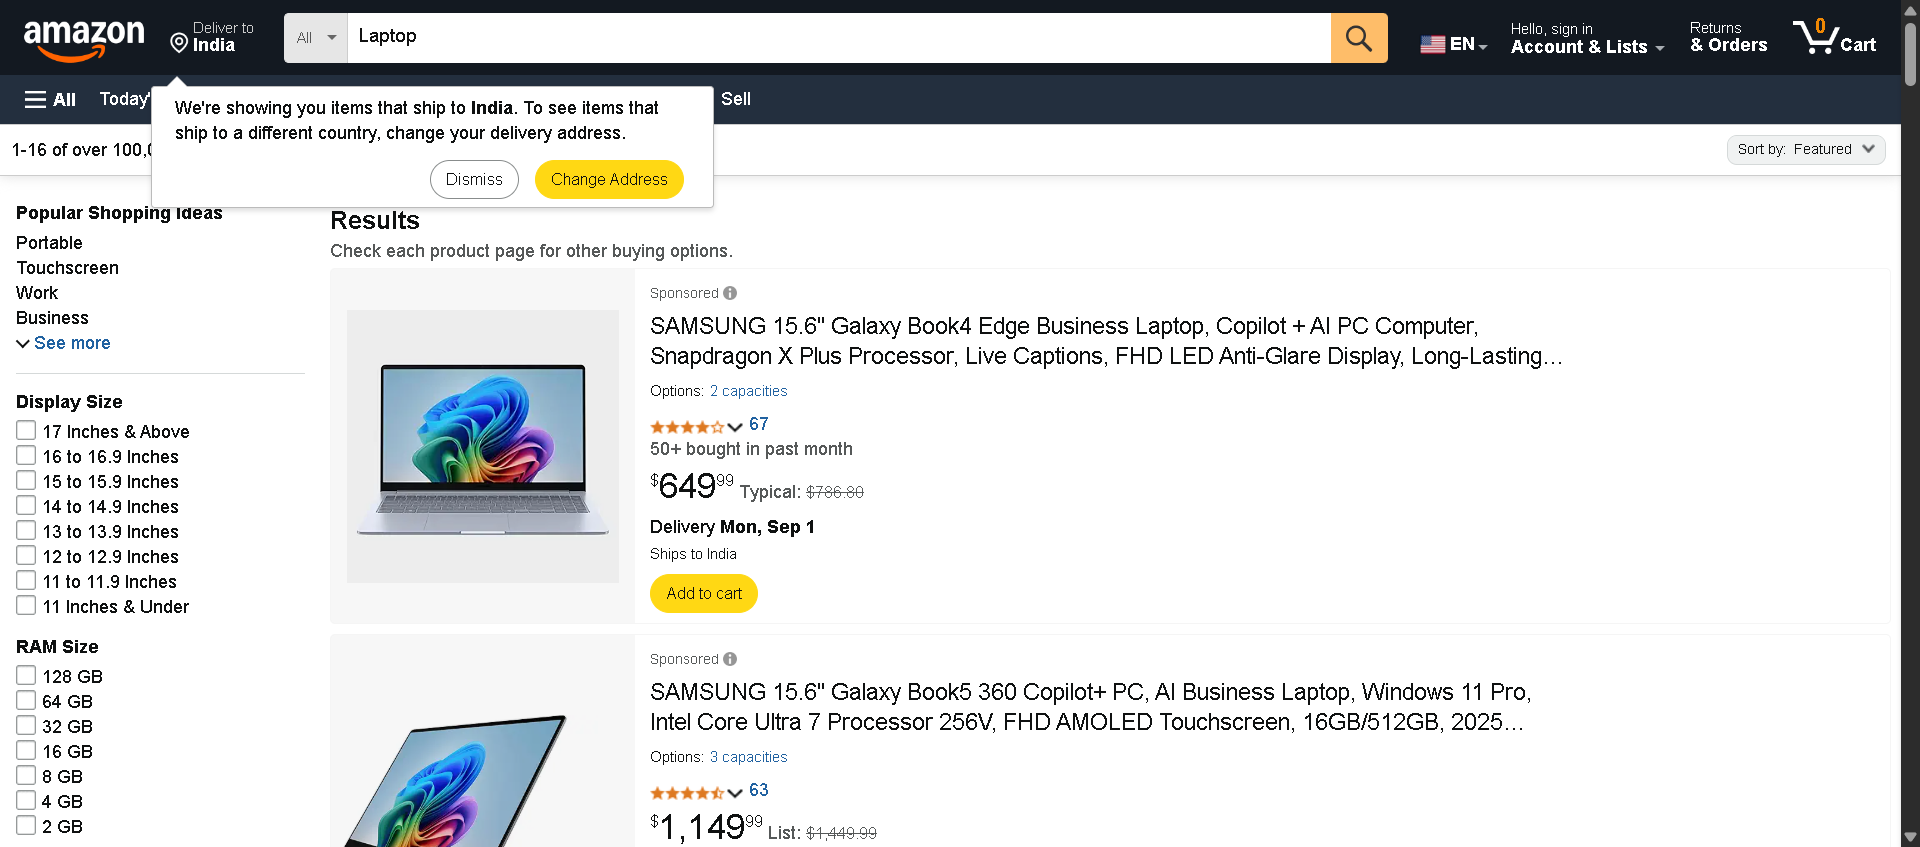 amazon
Deliver to
India
All
Laptop
EN
Hello, sign in
Account & Lists
Returns
& Orders
0
Cart
All
Today'
Sell
We're showing you items that ship to India. To see items that
ship to a different country, change your delivery address.
Dismiss
Change Address
1-16 of over 100,0
Sort by: Featured
Popular Shopping Ideas
Portable
Touchscreen
Work
Business
See more
Display Size
17 Inches & Above
16 to 16.9 Inches
15 to 15.9 Inches
14 to 14.9 Inches
13 to 13.9 Inches
12 to 12.9 Inches
11 to 11.9 Inches
11 Inches & Under
RAM Size
128 GB
64 GB
32 GB
16 GB
8 GB
4 GB
2 GB
Results
Check each product page for other buying options.
Sponsored
SAMSUNG 15.6" Galaxy Book4 Edge Business Laptop, Copilot + AI PC Computer,
Snapdragon X Plus Processor, Live Captions, FHD LED Anti-Glare Display, Long-Lasting…
Options: 2 capacities
67
50+ bought in past month
$649.99 Typical: $786.80
Delivery Mon, Sep 1
Ships to India
Add to cart
Sponsored
SAMSUNG 15.6" Galaxy Book5 360 Copilot+ PC, AI Business Laptop, Windows 11 Pro,
Intel Core Ultra 7 Processor 256V, FHD AMOLED Touchscreen, 16GB/512GB, 2025…
Options: 3 capacities
63
$1,149.99 List: $1,449.99